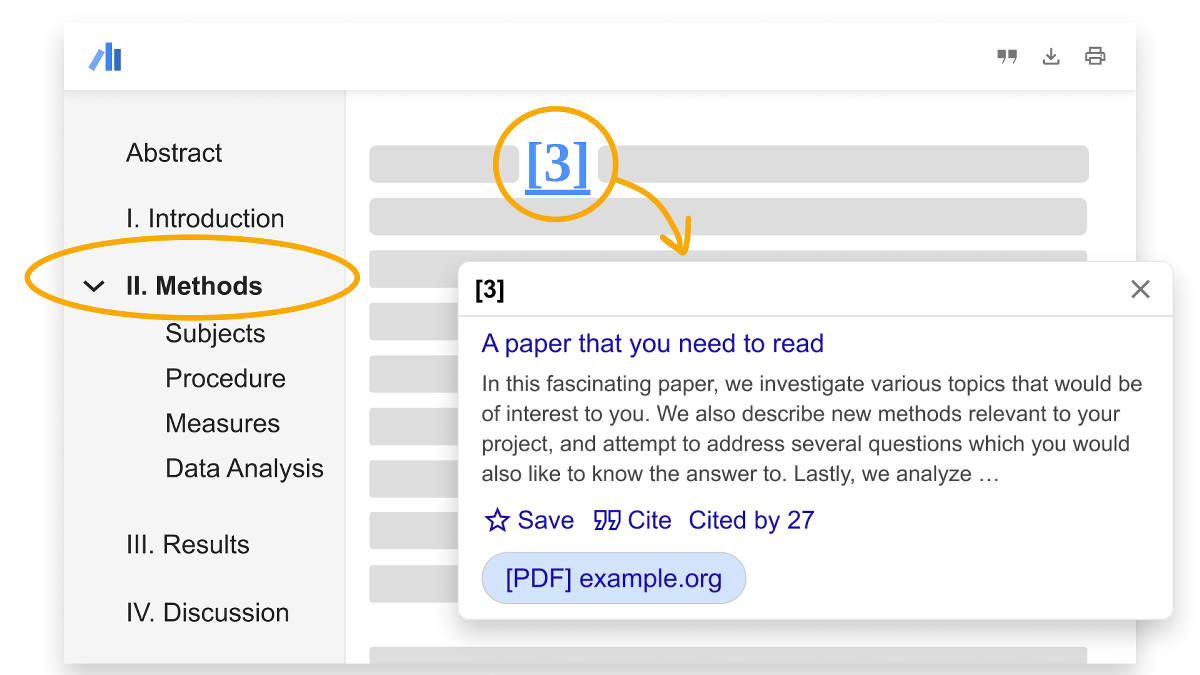 Abstract
I. Introduction
II. Methods
Subjects
Procedure
Measures
Data Analysis
III. Results
IV. Discussion
[3]
[3]
A paper that you need to read
In this fascinating paper, we investigate various topics that would be
of interest to you. We also describe new methods relevant to your
project, and attempt to address several questions which you would
also like to know the answer to. Lastly, we analyze …
Save Cite Cited by 27
[PDF] example.org